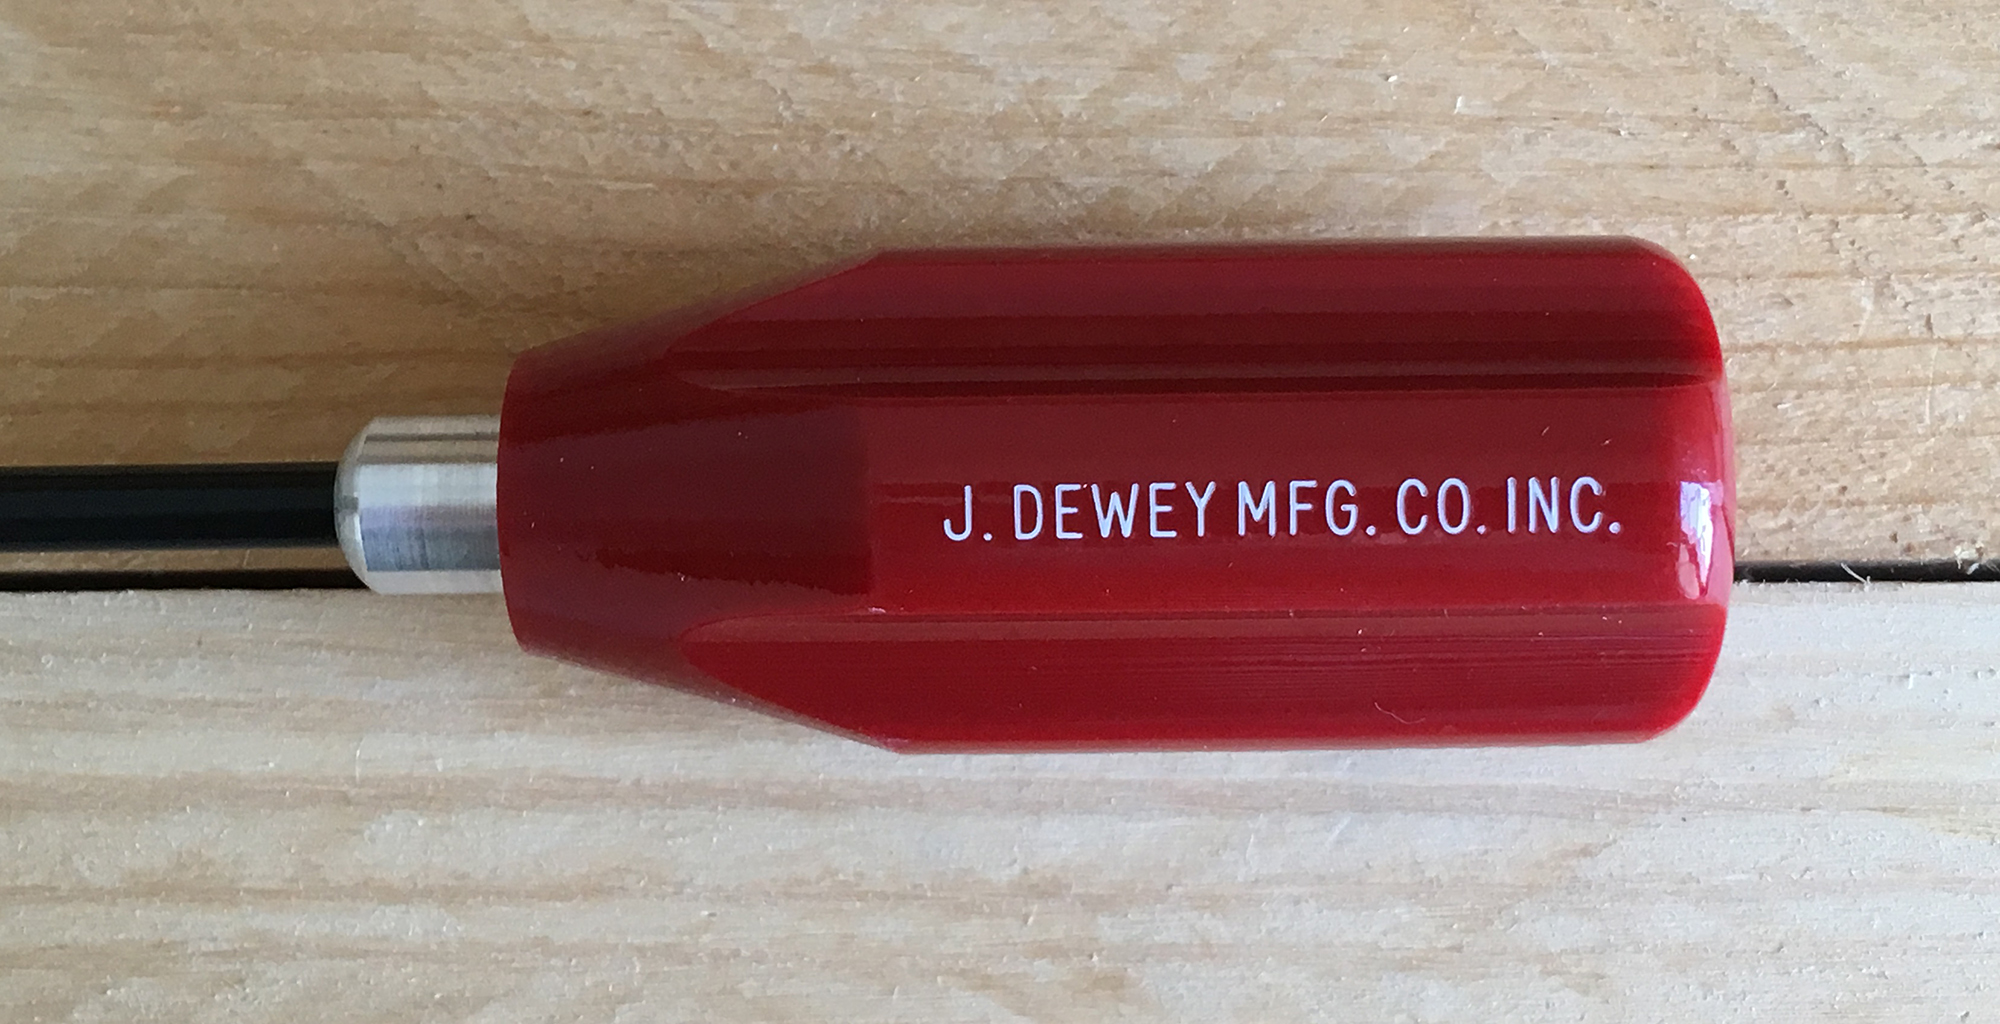 J. DEWEY MFG. CO. INC.